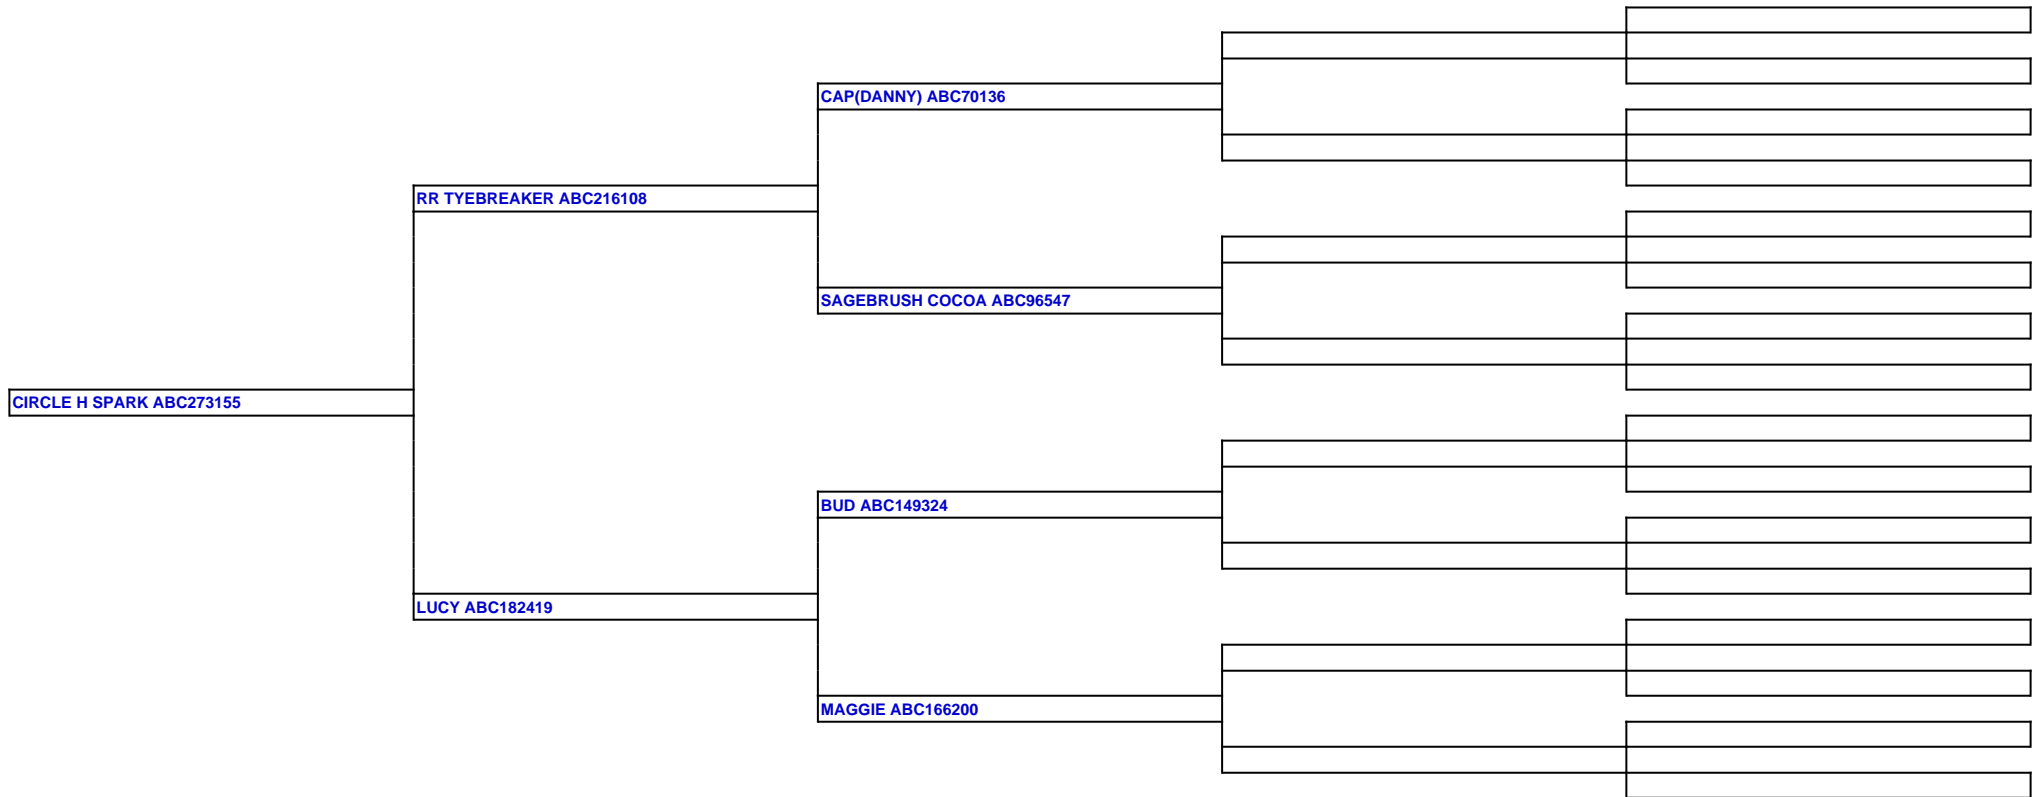 CAP(DANNY) ABC70136
RR TYEBREAKER ABC216108
SAGEBRUSH COCOA ABC96547
CIRCLE H SPARK ABC273155
BUD ABC149324
LUCY ABC182419
MAGGIE ABC166200